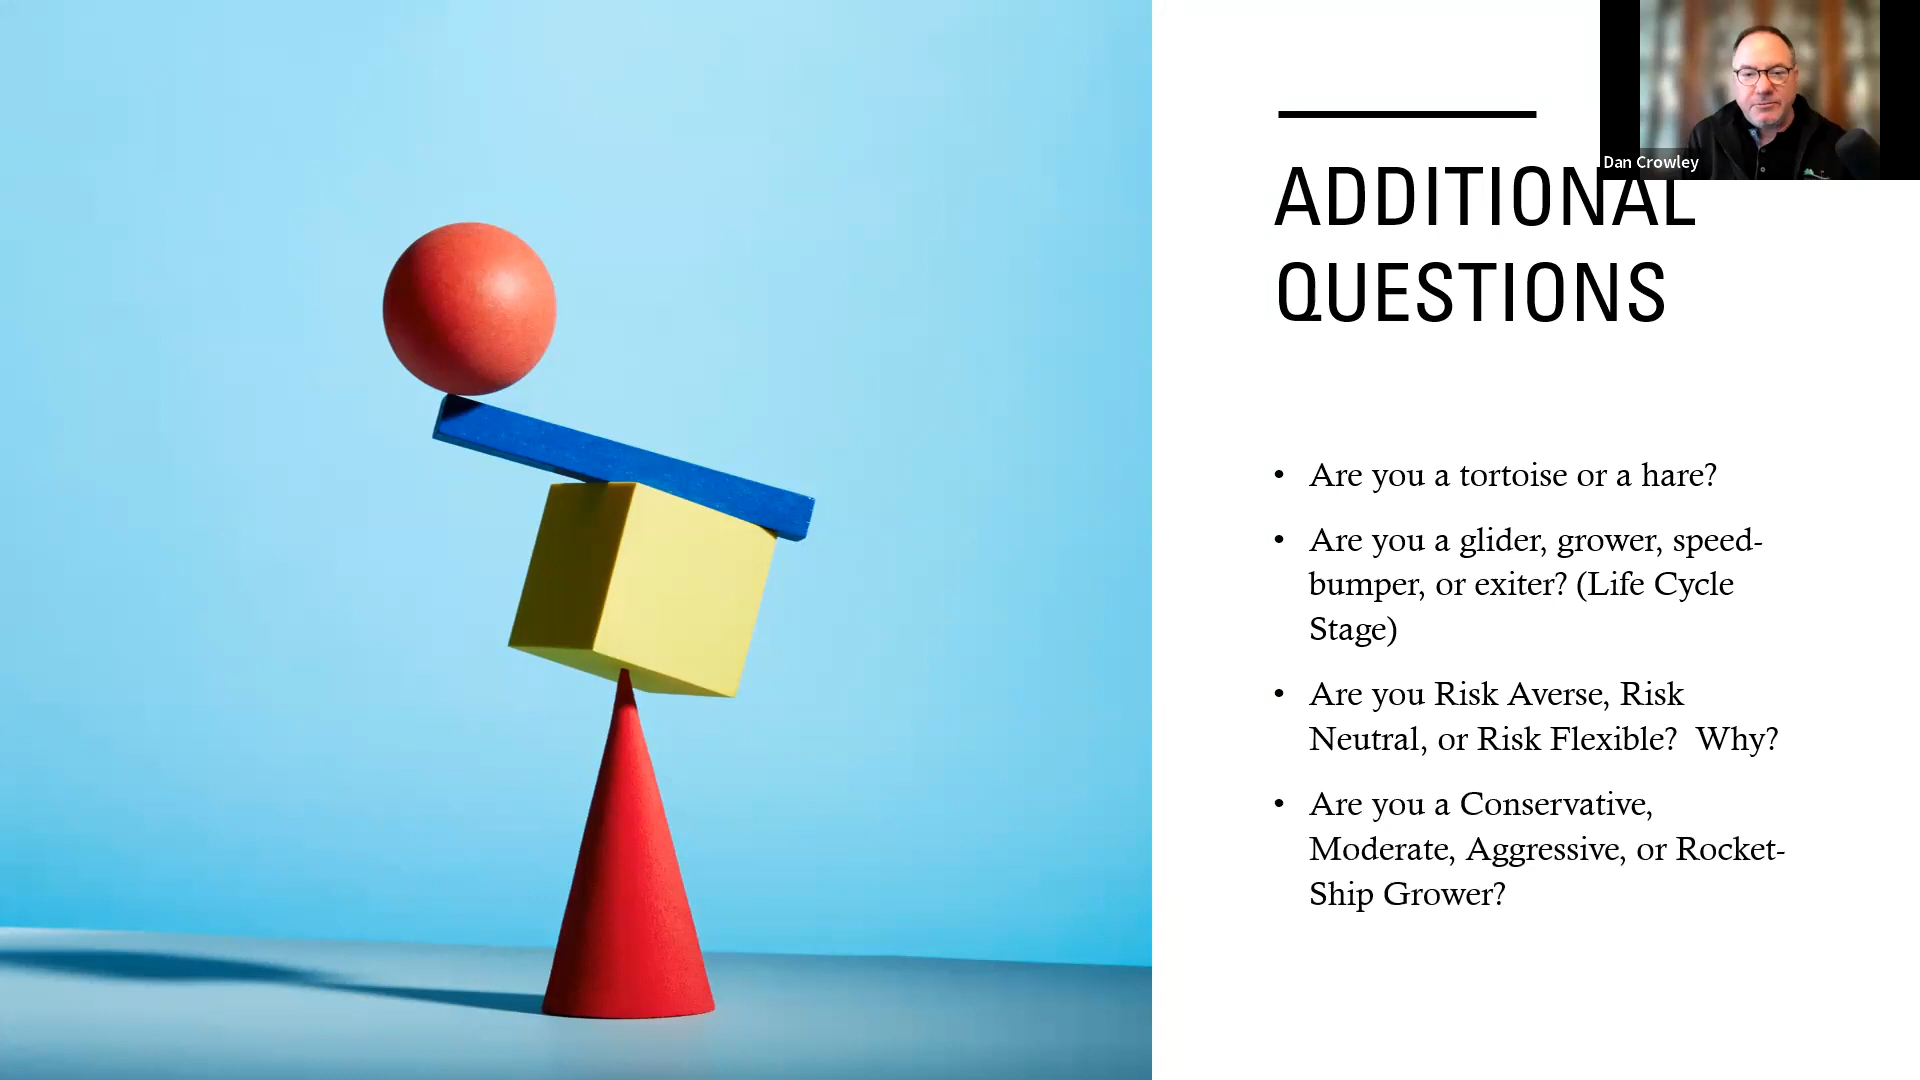 Dan Crowley
ADDITIONAL
QUESTIONS
• Are you a tortoise or a hare?
• Are you a glider, grower, speed-
bumper, or exiter? (Life Cycle
Stage)
• Are you Risk Averse, Risk
Neutral, or Risk Flexible?  Why?
• Are you a Conservative,
Moderate, Aggressive, or Rocket-
Ship Grower?